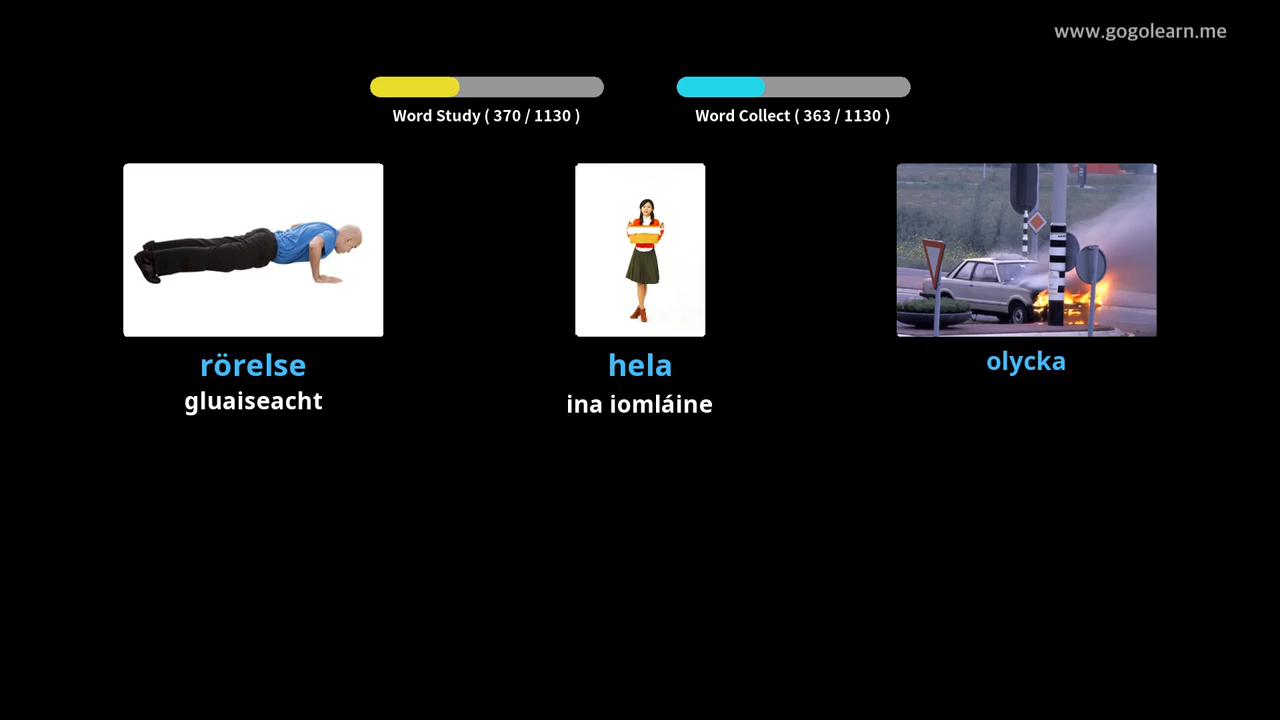 www.gogolearn.me
Word Study ( 370 / 1130 )
Word Collect ( 363 / 1130 )
rörelse
gluaiseacht
hela
ina iomláine
olycka